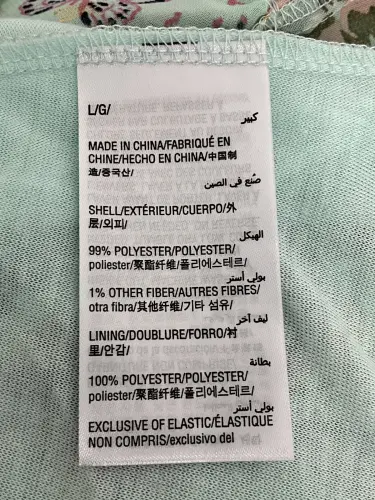 L/G/
كبير
MADE IN CHINA/FABRIQUÉ EN
CHINE/HECHO EN CHINA/中国制
造/중국산/
صُنع في الصين
SHELL/EXTÉRIEUR/CUERPO/外
层/외피/
الهيكل
99% POLYESTER/POLYESTER/
poliester/聚酯纤维/폴리에스테르/
بولي أستر
1% OTHER FIBER/AUTRES FIBRES/
otra fibra/其他纤维/기타 섬유/
ليف آخر
LINING/DOUBLURE/FORRO/衬
里/안감/
بطانة
100% POLYESTER/POLYESTER/
poliester/聚酯纤维/폴리에스테르/
بولي أستر
EXCLUSIVE OF ELASTIC/ÉLASTIQUE
NON COMPRIS/exclusivo del